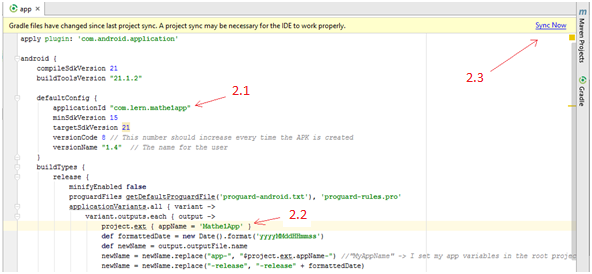 app
Gradle files have changed since last project sync. A project sync may be necessary for the IDE to work properly. Sync Now
apply plugin: 'com.android.application'
2.3
android {
compileSdkVersion 21
buildToolsVersion "21.1.2"
2.1
defaultConfig {
applicationId "com.lern.mathe1app"
minSdkVersion 15
targetSdkVersion 21
versionCode 8 // This number should increase every time the APK is created
versionName "1.4" // The name for the user
}
buildTypes {
release {
minifyEnabled false
proguardFiles getDefaultProguardFile('proguard-android.txt'), 'proguard-rules.pro'
applicationVariants.all { variant ->
variant.outputs.each { output ->
2.2
project.ext { appName = 'Mathe1App' }
def formattedDate = new Date().format('yyyyMMddHHmmss')
def newName = output.outputFile.name
newName = newName.replace("app-", "$project.ext.appName-") //"MyAppName" -> I set my app variables in the root projec
newName = newName.replace("-release", "-release" + formattedDate)
Maven Projects
Gradle